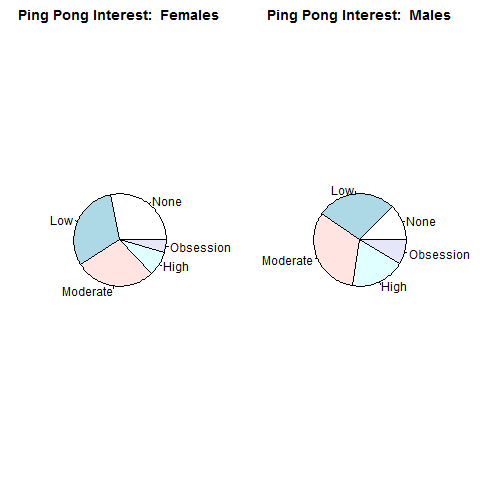 Ping Pong Interest:  Females
None
Low
Moderate
High
Obsession
Ping Pong Interest:  Males
None
Low
Moderate
High
Obsession